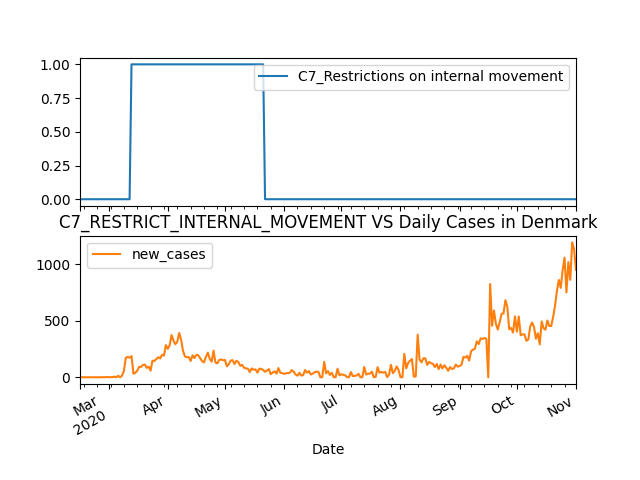 1.00
0.75
0.50
0.25
0.00
C7_Restrictions on internal movement
C7_RESTRICT_INTERNAL_MOVEMENT VS Daily Cases in Denmark
1000
500
0
new_cases
Mar
2020
Apr
May
Jun
Jul
Aug
Sep
Oct
Nov
Date